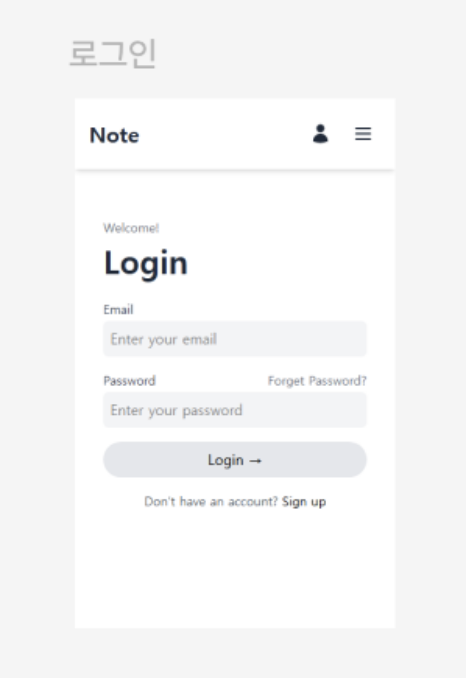 로그인
Note
Welcome!
Login
Email
Enter your email
Password Forget Password?
Enter your password
Login →
Don't have an account? Sign up